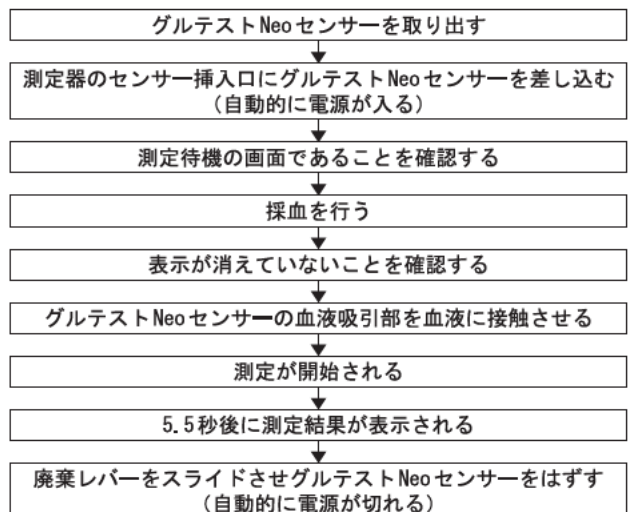 グルテストNeoセンサーを取り出す
測定器のセンサー挿入口にグルテストNeoセンサーを差し込む
（自動的に電源が入る）
測定待機の画面であることを確認する
採血を行う
表示が消えていないことを確認する
グルテストNeoセンサーの血液吸引部を血液に接触させる
測定が開始される
5.5秒後に測定結果が表示される
廃棄レバーをスライドさせグルテストNeoセンサーをはずす
（自動的に電源が切れる）